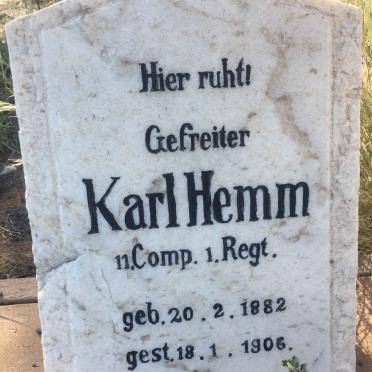 Hier ruht!
Gefreiter
Karl Hemm
11.Comp. 1.Regt.
geb. 20.2.1882
gest. 18.1.1906.